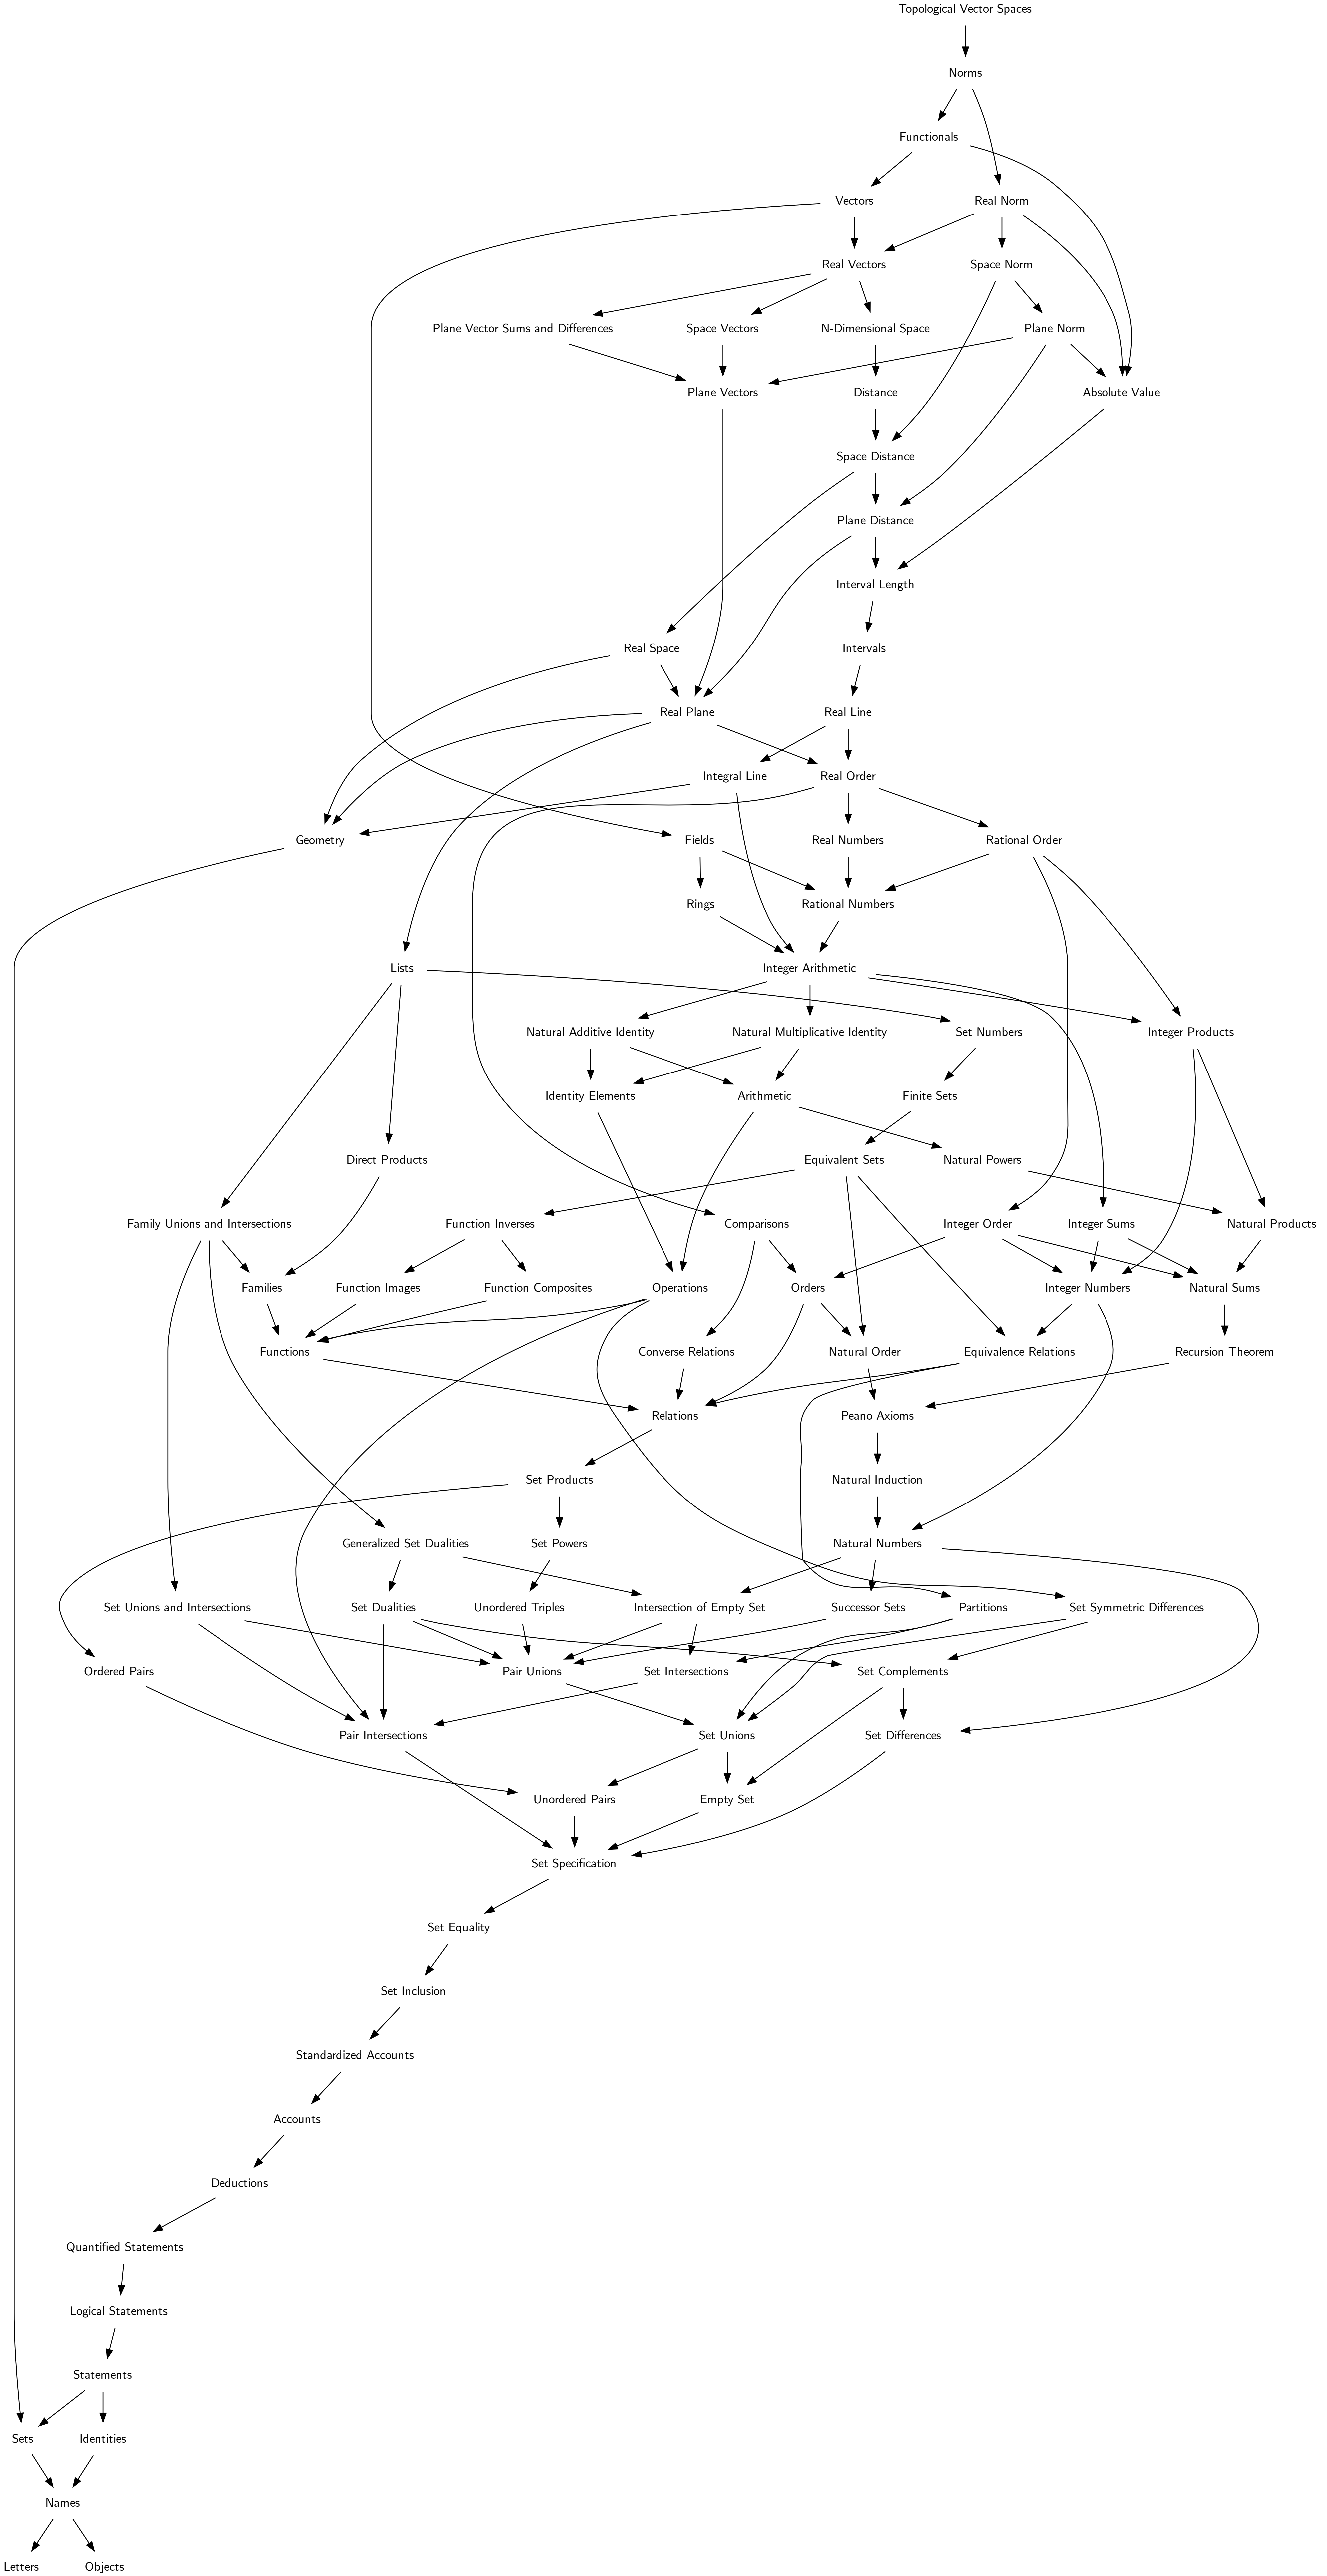 Topological Vector Spaces
Norms
Functionals
Vectors
Real Norm
Real Vectors
Space Norm
Plane Vector Sums and Differences
Space Vectors
N-Dimensional Space
Plane Norm
Plane Vectors
Distance
Absolute Value
Space Distance
Plane Distance
Interval Length
Real Space
Intervals
Real Plane
Real Line
Integral Line
Real Order
Geometry
Fields
Real Numbers
Rational Order
Rings
Rational Numbers
Lists
Integer Arithmetic
Natural Additive Identity
Natural Multiplicative Identity
Set Numbers
Integer Products
Identity Elements
Arithmetic
Finite Sets
Direct Products
Equivalent Sets
Natural Powers
Family Unions and Intersections
Function Inverses
Comparisons
Integer Order
Integer Sums
Natural Products
Families
Function Images
Function Composites
Operations
Orders
Integer Numbers
Natural Sums
Functions
Converse Relations
Natural Order
Equivalence Relations
Recursion Theorem
Relations
Peano Axioms
Set Products
Natural Induction
Generalized Set Dualities
Set Powers
Natural Numbers
Set Unions and Intersections
Set Dualities
Unordered Triples
Intersection of Empty Set
Successor Sets
Partitions
Set Symmetric Differences
Ordered Pairs
Pair Unions
Set Intersections
Set Complements
Pair Intersections
Set Unions
Set Differences
Unordered Pairs
Empty Set
Set Specification
Set Equality
Set Inclusion
Standardized Accounts
Accounts
Deductions
Quantified Statements
Logical Statements
Statements
Sets
Identities
Names
Letters
Objects